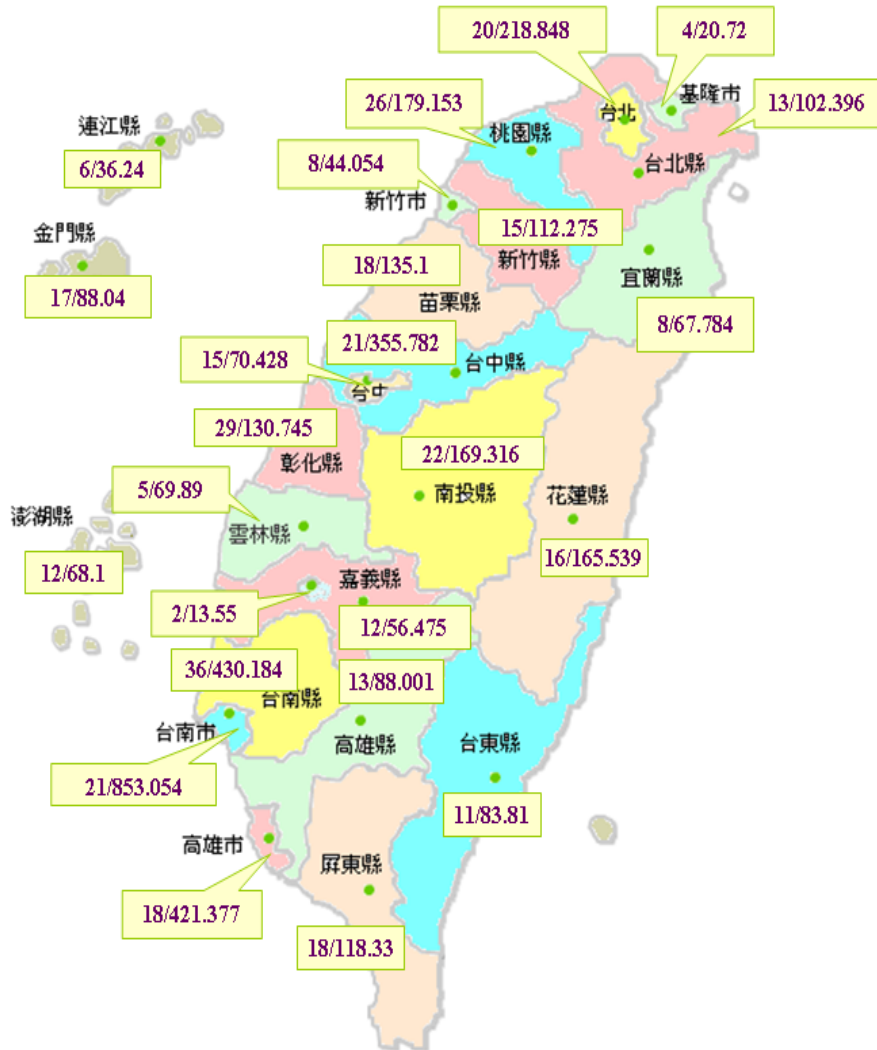 20/218.848
4/20.72
26/179.153
基隆市
13/102.396
台北
連江縣
桃園縣
6/36.24
8/44.054
台北縣
新竹市
金門縣
15/112.275
新竹縣
18/135.1
宜蘭縣
17/88.04
苗栗縣
8/67.784
21/355.782
15/70.428
台中縣
台中
29/130.745
22/169.316
彰化縣
5/69.89
南投縣
花蓮縣
澎湖縣
雲林縣
16/165.539
12/68.1
嘉義縣
2/13.55
12/56.475
36/430.184
13/88.001
台南縣
台南市
高雄縣
台東縣
21/853.054
11/83.81
高雄市
屏東縣
18/421.377
18/118.33